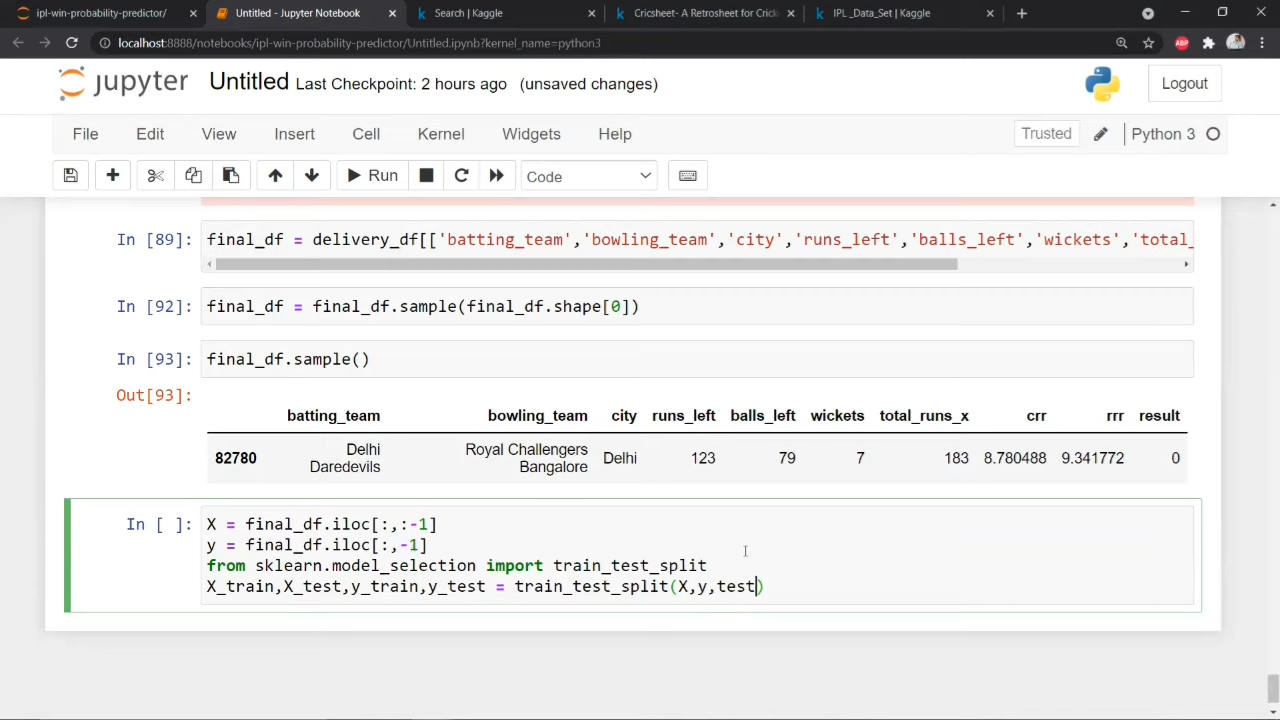 ipl-win-probability-predictor/
Untitled - Jupyter Notebook
Search | Kaggle
Cricsheet- A Retrosheet for Crick
IPL _Data_Set | Kaggle
localhost:8888/notebooks/ipl-win-probability-predictor/Untitled.ipynb?kernel_name=python3
ABP
jupyter Untitled Last Checkpoint: 2 hours ago (unsaved changes)
Logout
File Edit View Insert Cell Kernel Widgets Help
Trusted
Python 3
Run
Code
In [89]: final_df = delivery_df[['batting_team','bowling_team','city','runs_left','balls_left','wickets','total_
In [92]: final_df = final_df.sample(final_df.shape[0])
In [93]: final_df.sample()
Out[93]:
batting_team bowling_team city runs_left balls_left wickets total_runs_x crr rrr result
82780 Delhi Daredevils Royal Challengers Bangalore Delhi 123 79 7 183 8.780488 9.341772 0
In [ ]: X = final_df.iloc[:,:-1]
y = final_df.iloc[:,-1]
from sklearn.model_selection import train_test_split
X_train,X_test,y_train,y_test = train_test_split(X,y,test)